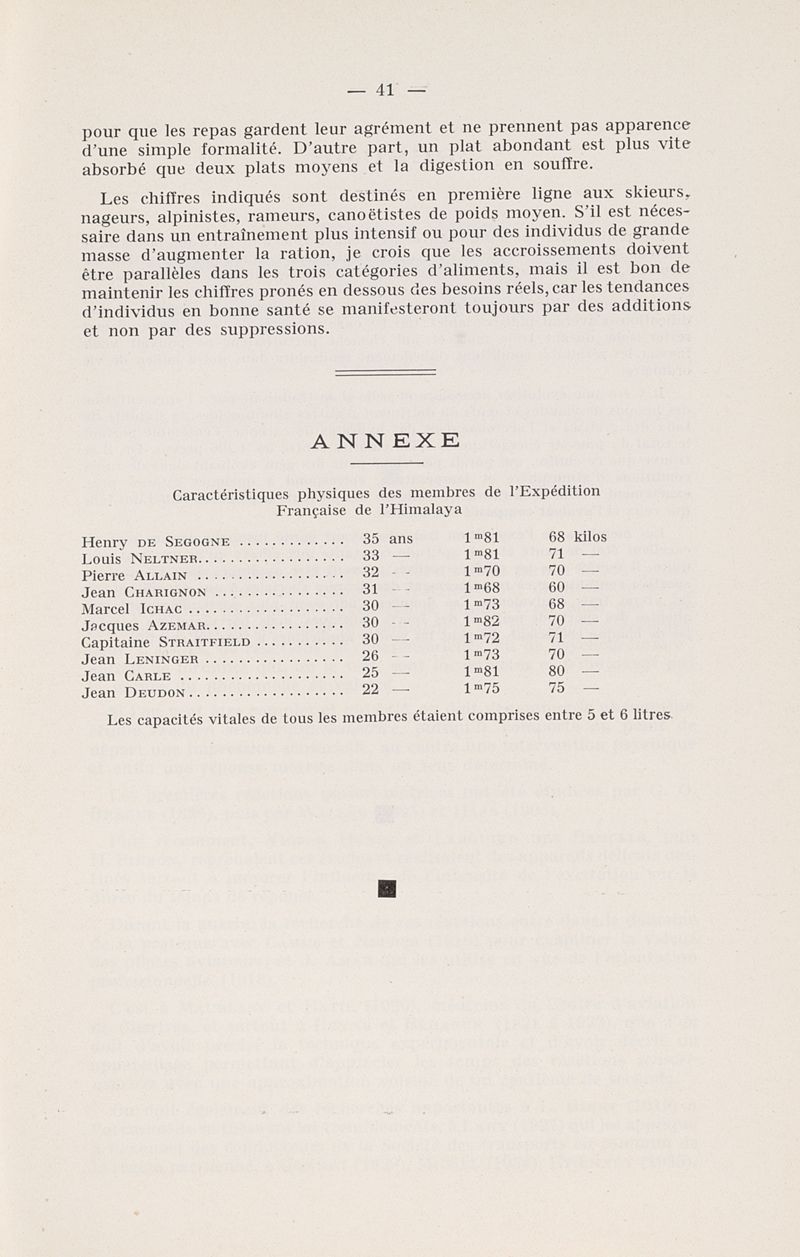 — 41 —
pour que les repas gardent leur agrément et ne prennent pas apparence
d'une simple formalité. D'autre part, un plat abondant est plus vite
absorbé que deux plats moyens et la digestion en souffre.
Les chiffres indiqués sont destinés en première ligne aux skieurs,
nageurs, alpinistes, rameurs, canoëtistes de poids moyen. S'il est néces-
saire dans un entraînement plus intensif ou pour des individus de grande
masse d'augmenter la ration, je crois que les accroissements doivent
être parallèles dans les trois catégories d'aliments, mais il est bon de
maintenir les chiffres pronés en dessous des besoins réels, car les tendances
d'individus en bonne santé se manifesteront toujours par des additions
et non par des suppressions.
ANNEXE
Caractéristiques physiques des membres de l'Expédition
Française de l'Himalaya
Henry DE SEGOGNE ............. 35 ans 1m81 68 kilos
Louis NELTNER.................. 33 — 1m81 71 —
Pierre ALLAIN .................. 32 — 1m70 70 —
Jean CHARIGNON ................ 31 — 1m68 60 —
Marcel ICHAC ................... 30 — 1m73 68 —
Jacques AZEMAR................. 30 — 1m82 70 —
Capitaine STRAITFIELD ........... 30 — 1m72 71 —
Jean LENINGER ................. 26 — 1m73 70 —
Jean CARLE .................... 25 — 1m81 80 —
Jean DEUDON................... 22 — 1m75 75 —
Les capacités vitales de tous les membres étaient comprises entre 5 et 6 litres.